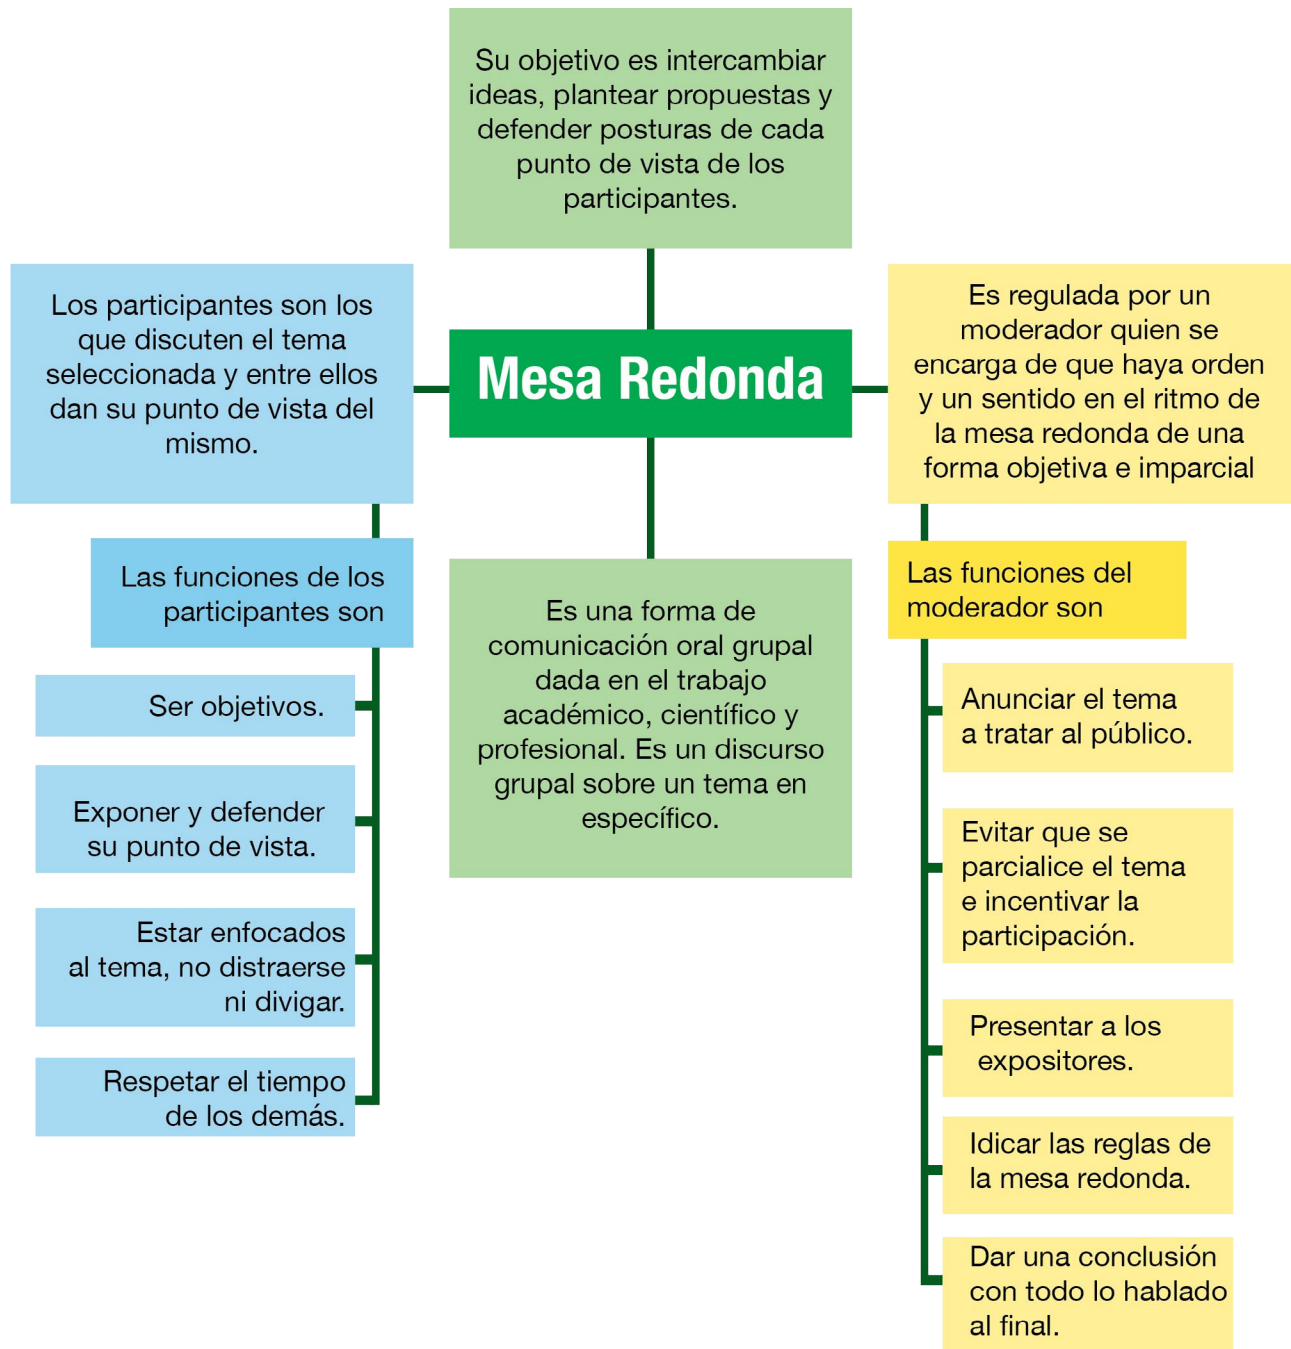 Su objetivo es intercambiar
ideas, plantear propuestas y
defender posturas de cada
punto de vista de los
participantes.
Mesa Redonda
Los participantes son los
que discuten el tema
seleccionada y entre ellos
dan su punto de vista del
mismo.
Las funciones de los
participantes son
Ser objetivos.
Exponer y defender
su punto de vista.
Estar enfocados
al tema, no distraerse
ni divigar.
Respetar el tiempo
de los demás.
Es una forma de
comunicación oral grupal
dada en el trabajo
académico, científico y
profesional. Es un discurso
grupal sobre un tema en
específico.
Es regulada por un
moderador quien se
encarga de que haya orden
y un sentido en el ritmo de
la mesa redonda de una
forma objetiva e imparcial
Las funciones del
moderador son
Anunciar el tema
a tratar al público.
Evitar que se
parcialice el tema
e incentivar la
participación.
Presentar a los
expositores.
Idicar las reglas de
la mesa redonda.
Dar una conclusión
con todo lo hablado
al final.